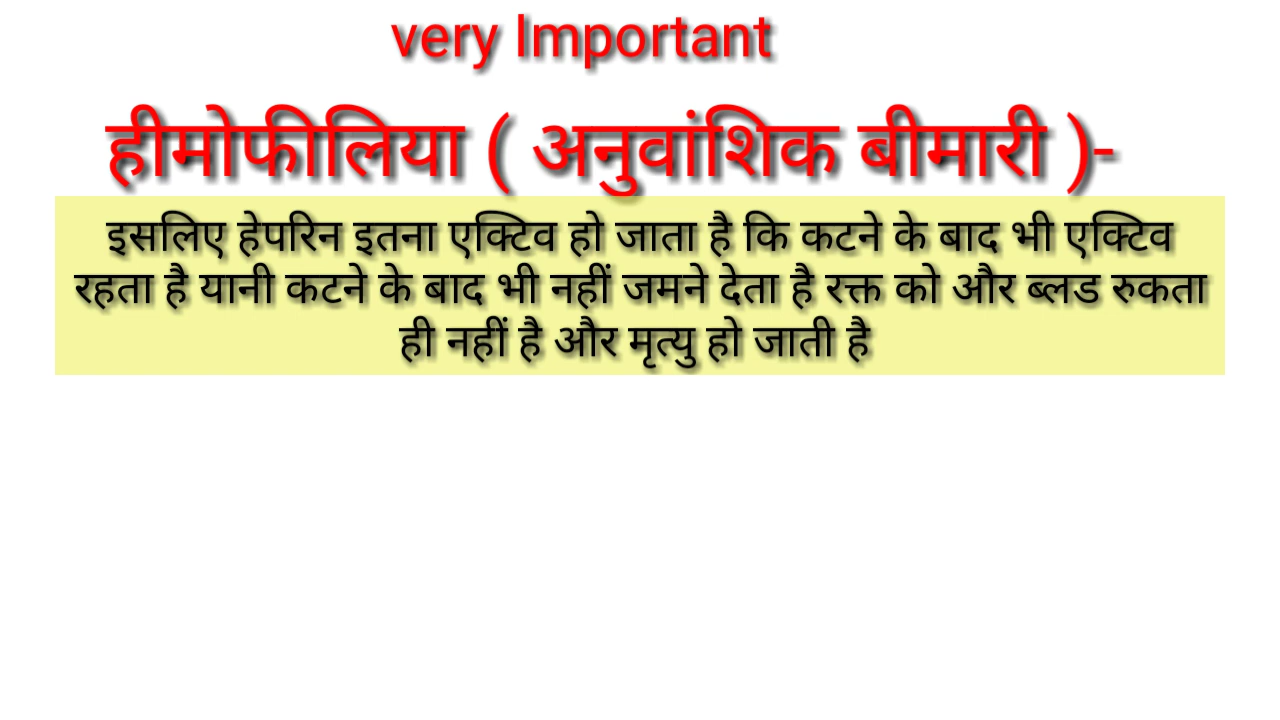 very Important
हीमोफीलिया ( अनुवांशिक बीमारी )-
इसलिए हेपरिन इतना एक्टिव हो जाता है कि कटने के बाद भी एक्टिव
रहता है यानी कटने के बाद भी नहीं जमने देता है रक्त को और ब्लड रुकता
ही नहीं है और मृत्यु हो जाती है